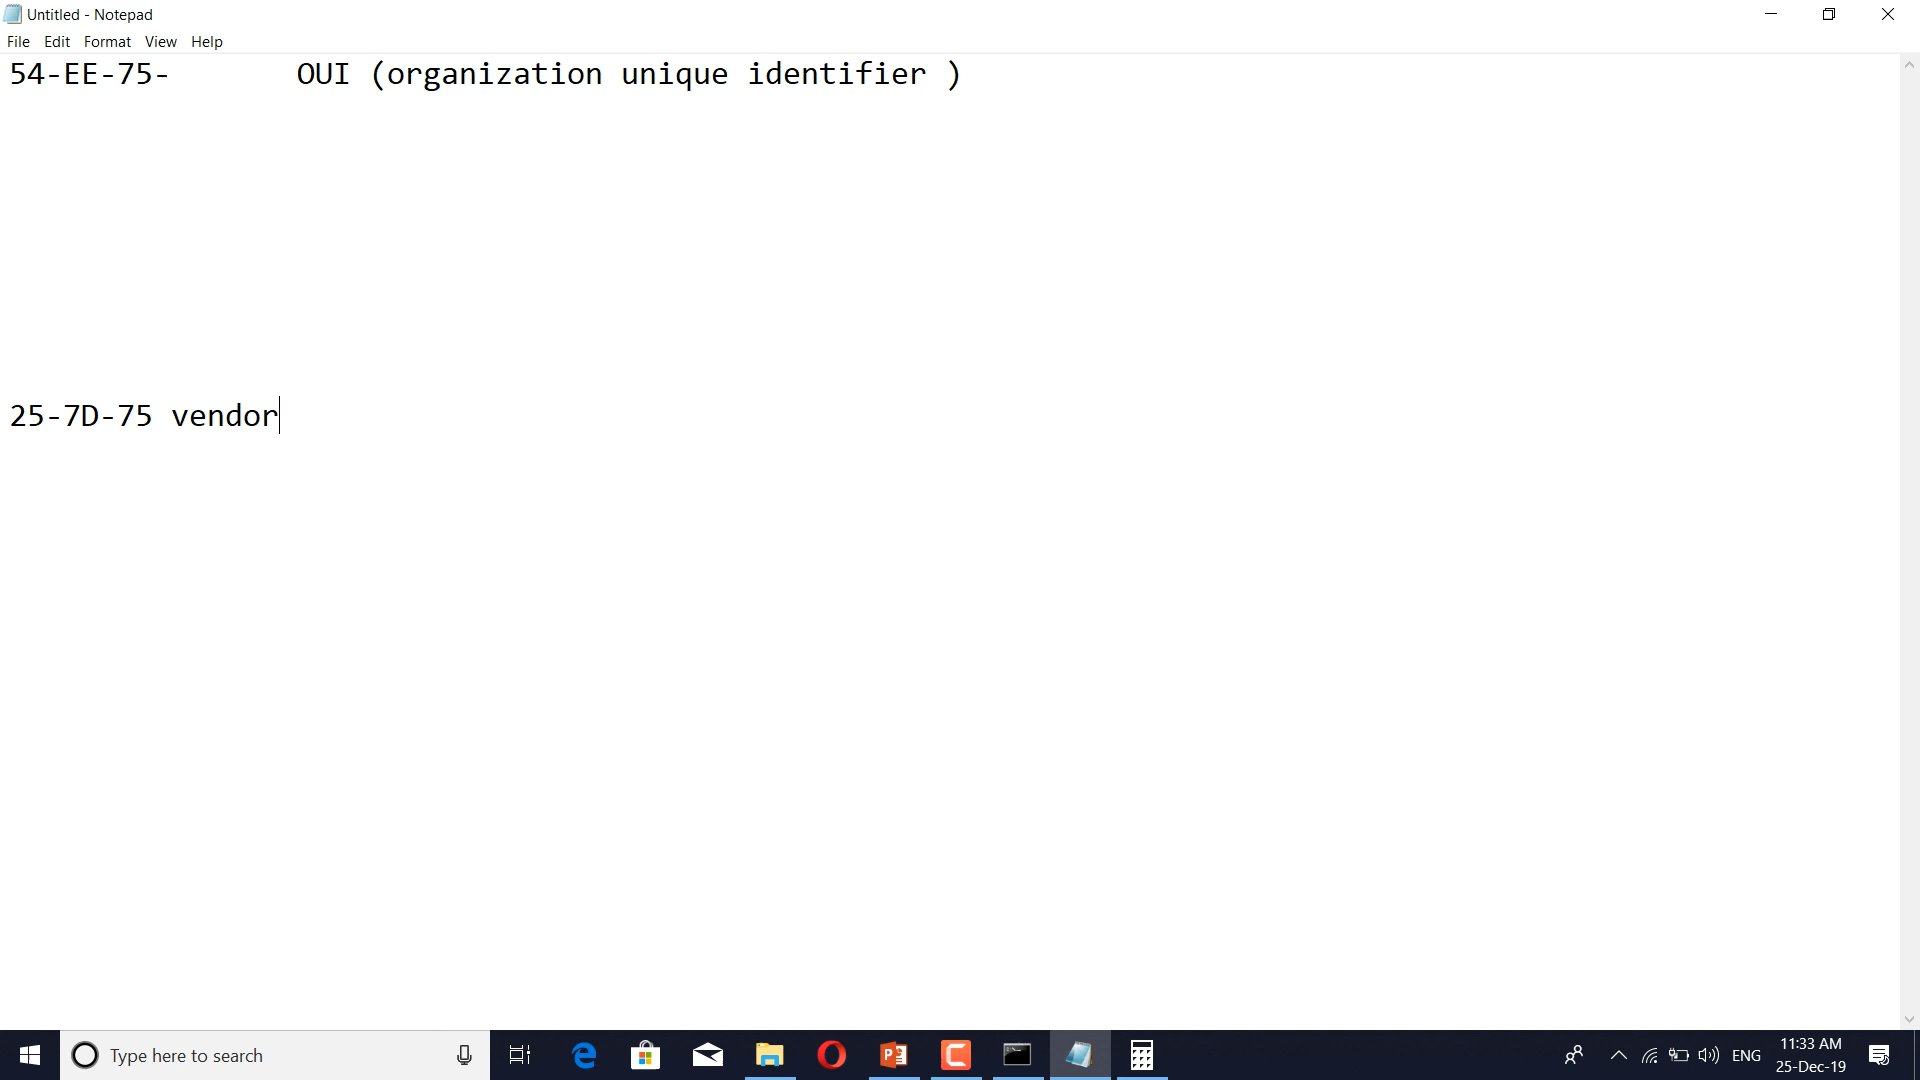 Untitled - Notepad
File Edit Format View Help
54-EE-75-       OUI (organization unique identifier )
25-7D-75 vendor
Type here to search
ENG
11:33 AM
25-Dec-19